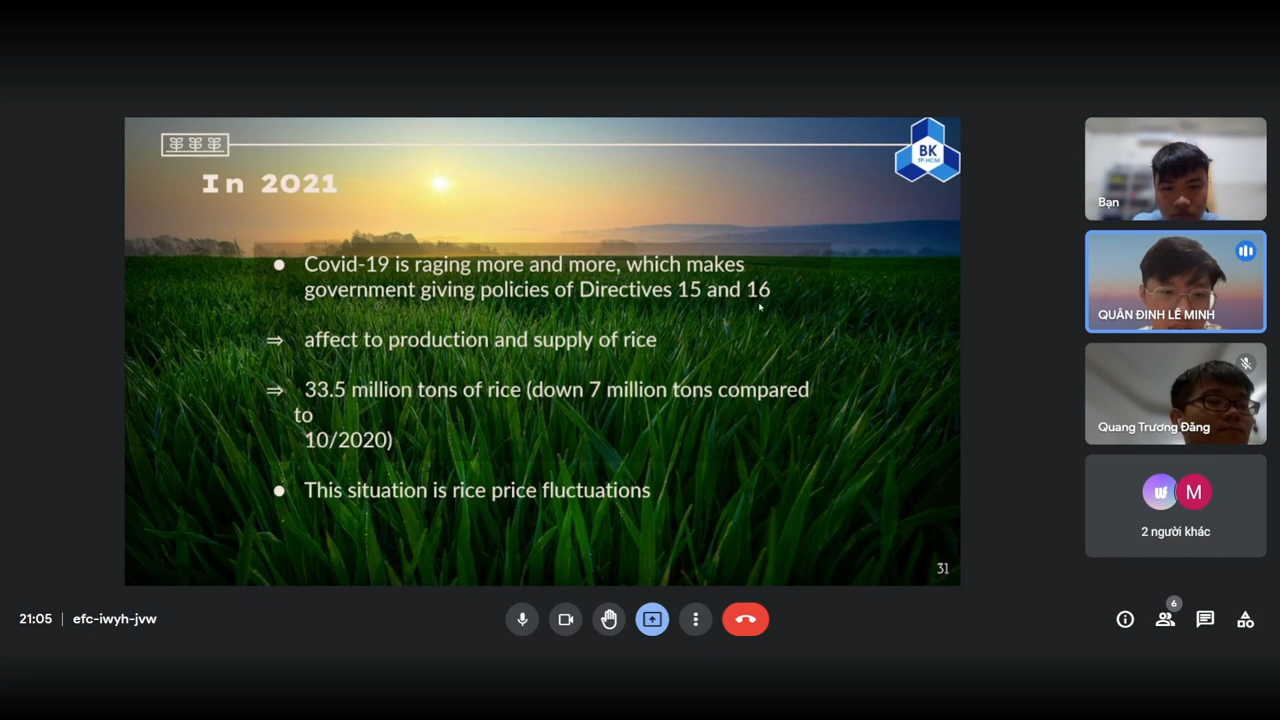 In 2021
BK
TP.HCM
● Covid-19 is raging more and more, which makes
government giving policies of Directives 15 and 16
⇒ affect to production and supply of rice
⇒ 33.5 million tons of rice (down 7 million tons compared
to
10/2020)
● This situation is rice price fluctuations
31
Bạn
QUÂN ĐINH LÊ MINH
Quang Trương Đăng
M
2 người khác
21:05 | efc-iwyh-jvw
6